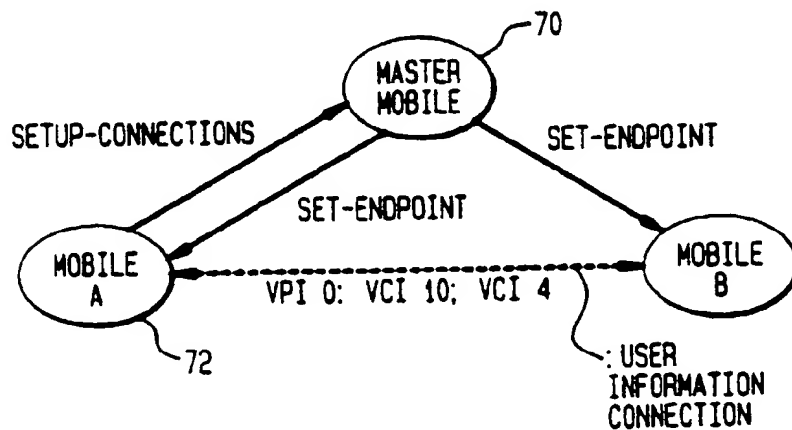 70
MASTER
MOBILE
SETUP-CONNECTIONS
SET-ENDPOINT
SET-ENDPOINT
MOBILE
A
MOBILE
B
VPI 0: VCI 10; VCI 4
72
: USER
INFORMATION
CONNECTION